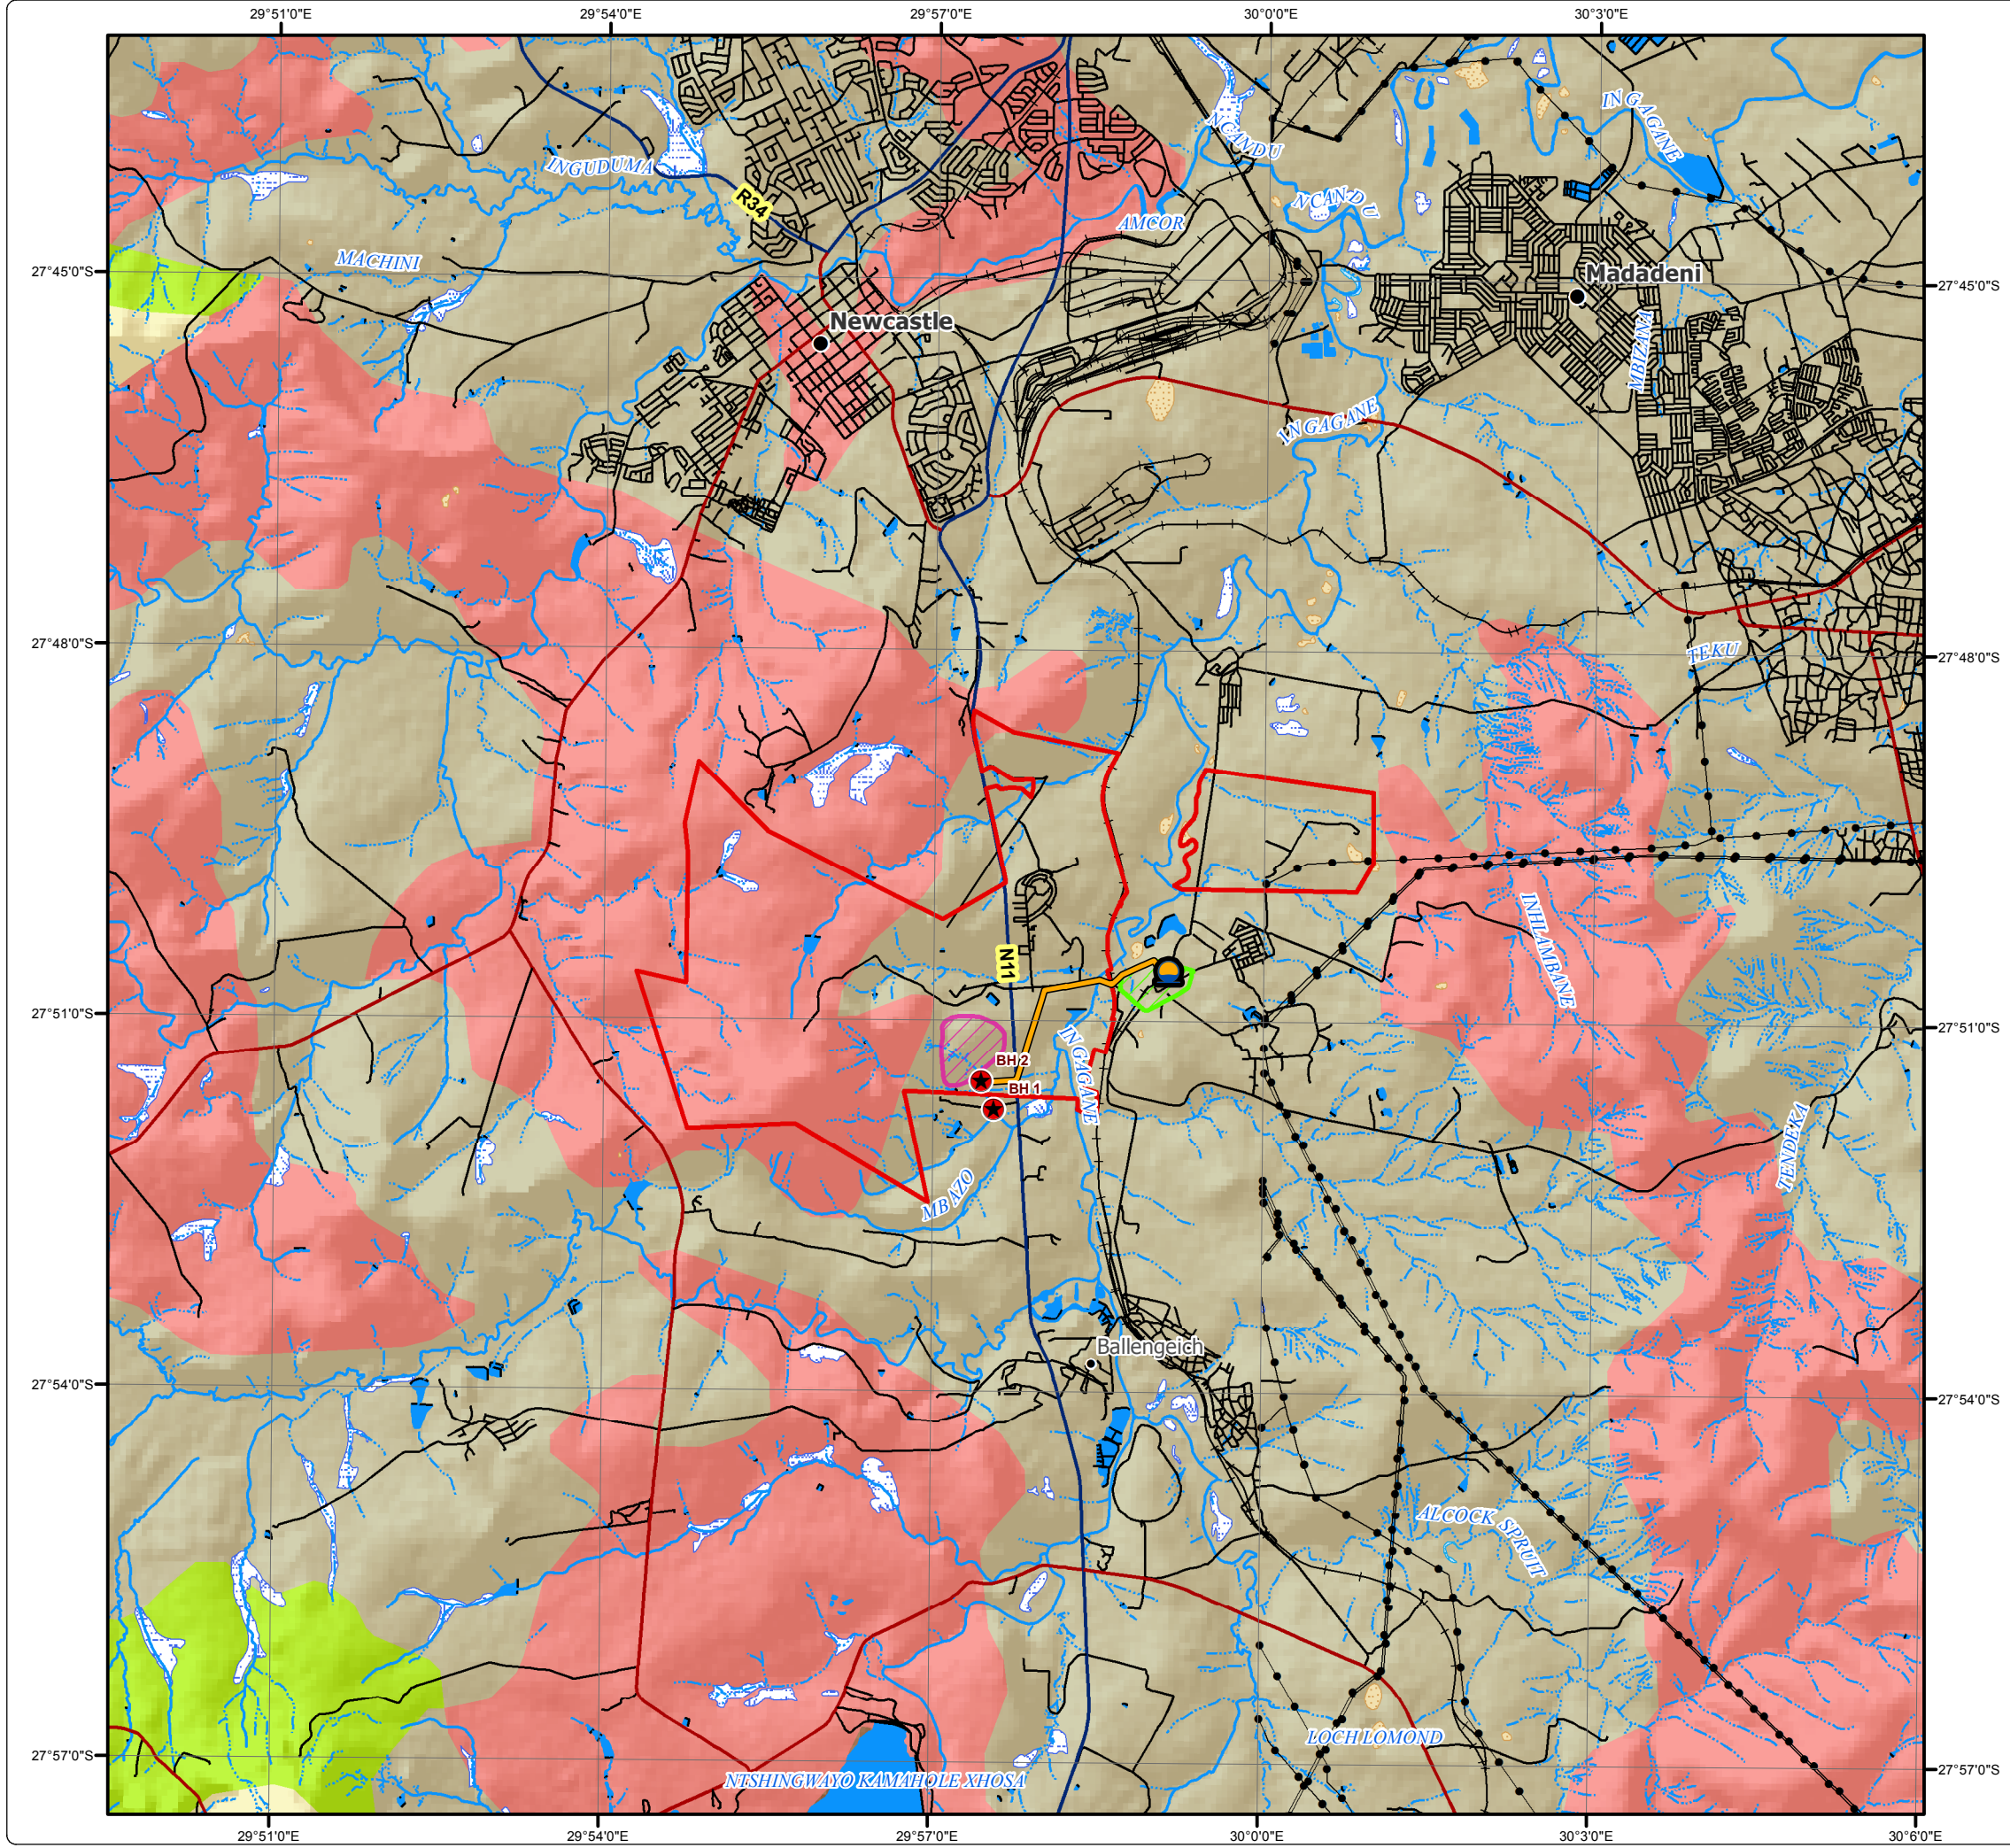 29°51'0"E
29°54'0"E
29°57'0"E
30°0'0"E
30°3'0"E
INGAGANE
NCANDU
INGUDUMA
R34
NCANDU
AMCOR
MACHINI
27°45'0"S
Madadeni
27°45'0"S
Newcastle
MBIZANA
INGAGANE
27°48'0"S
TEKU
27°48'0"S
INHLAMBANE
N11
27°51'0"S
27°51'0"S
INGAGANE
BH 2
BH 1
TENDEKA
MBAZO
Ballengeich
27°54'0"S
27°54'0"S
ALCOCK SPRUIT
LOCH LOMOND
27°57'0"S
27°57'0"S
NTSHINGWAYO KAMAHOLE XHOSA
29°51'0"E
29°54'0"E
29°57'0"E
30°0'0"E
30°3'0"E
30°6'0"E